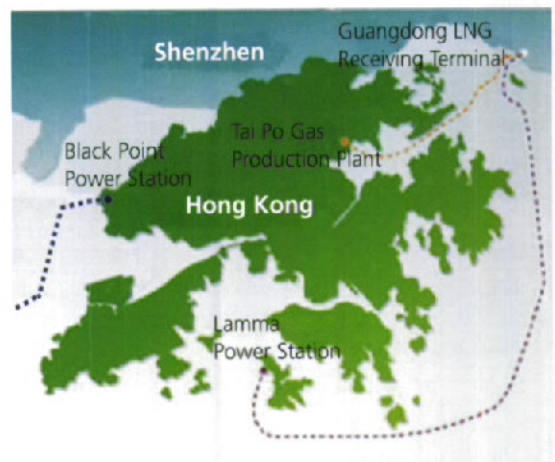 Guangdong LNG
Receiving Terminal
Shenzhen
Tai Po Gas
Production Plant
Black Point
Power Station
Hong Kong
Lamma
Power Station